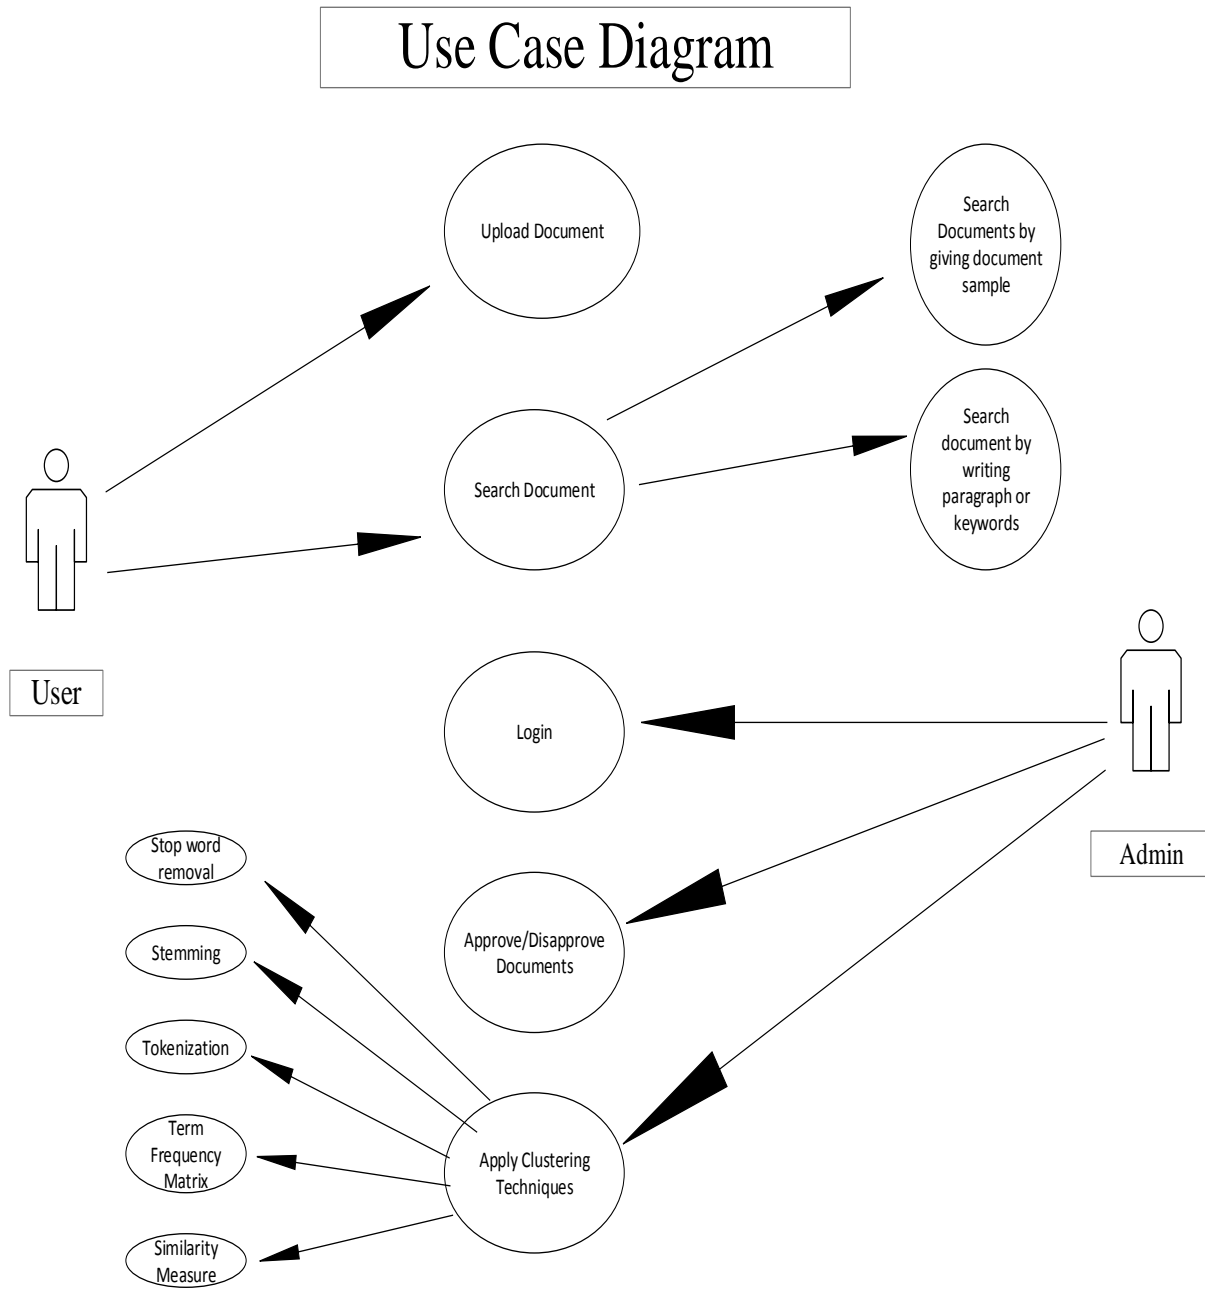 Use Case Diagram
Upload Document
Search
Documents by
giving document
sample
Search Document
Search
document by
writing
paragraph or
keywords
User
Login
Admin
Stop word
removal
Approve/Disapprove
Documents
Stemming
Tokenization
Term
Frequency
Matrix
Apply Clustering
Techniques
Similarity
Measure